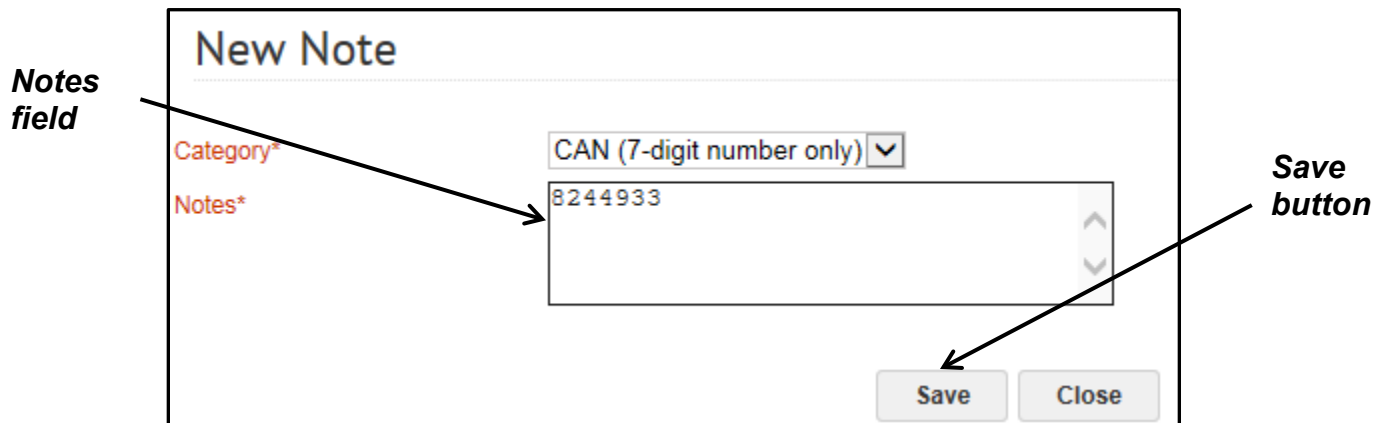 New Note
Notes
field
Category*
CAN (7-digit number only)
Notes*
8244933
Save
button
Save
Close